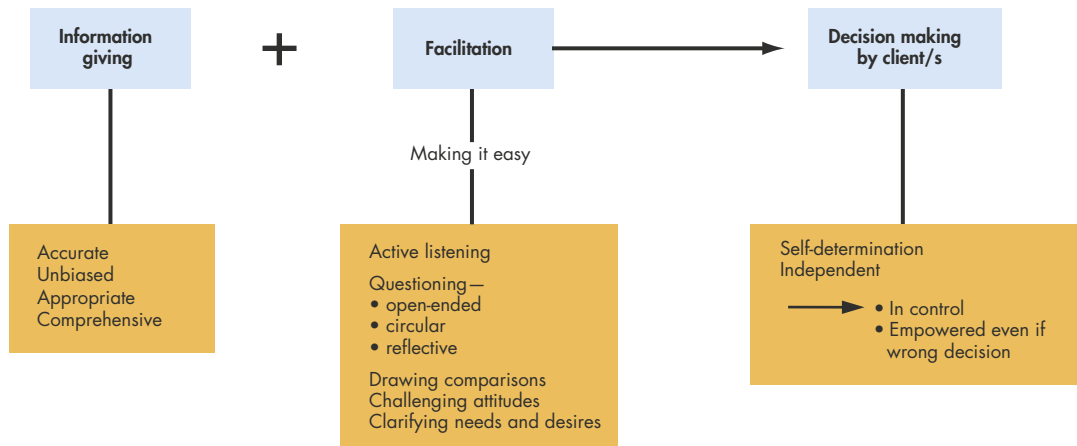 Information
giving
+
Facilitation
Decision making
by client/s
Making it easy
Accurate
Unbiased
Appropriate
Comprehensive
Active listening
Questioning—
• open-ended
• circular
• reflective
Drawing comparisons
Challenging attitudes
Clarifying needs and desires
Self-determination
Independent
• In control
• Empowered even if
wrong decision